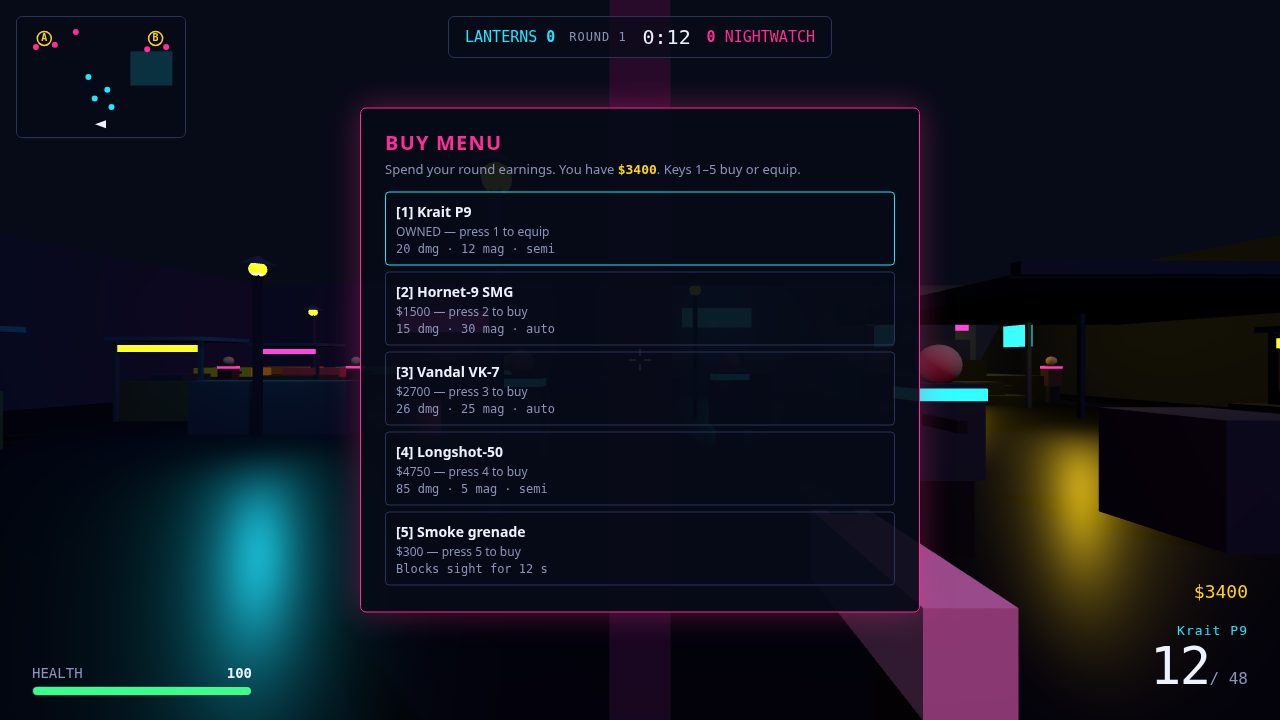 A
B
LANTERNS 0 ROUND 1 0:12 0 NIGHTWATCH
BUY MENU
Spend your round earnings. You have $3400. Keys 1–5 buy or equip.
[1] Krait P9
OWNED — press 1 to equip
20 dmg · 12 mag · semi
[2] Hornet-9 SMG
$1500 — press 2 to buy
15 dmg · 30 mag · auto
[3] Vandal VK-7
$2700 — press 3 to buy
26 dmg · 25 mag · auto
[4] Longshot-50
$4750 — press 4 to buy
85 dmg · 5 mag · semi
[5] Smoke grenade
$300 — press 5 to buy
Blocks sight for 12 s
HEALTH 100
$3400
Krait P9
12 / 48